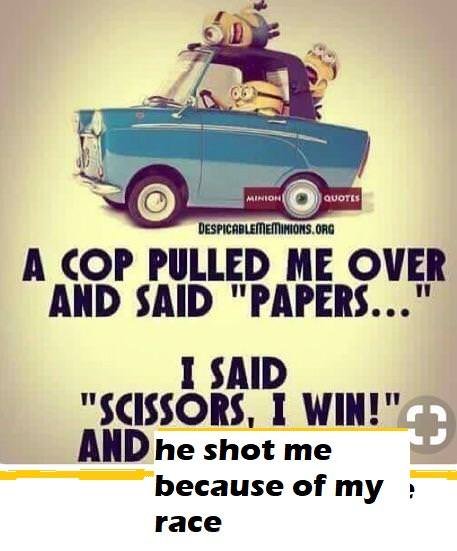 MINION QUOTES
DESPICABLEMEMINIONS.ORG
A COP PULLED ME OVER
AND SAID "PAPERS..."
I SAID
"SCISSORS, I WIN!"
AND he shot me
because of my
race